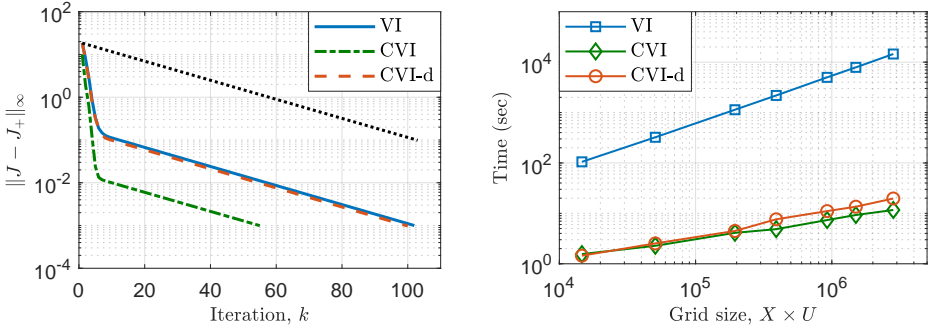 10^2
10^0
10^-2
10^-4
‖J − J_+‖_∞
0 20 40 60 80 100
Iteration, k
VI
CVI
CVI-d
10^4
10^2
10^0
Time (sec)
10^4 10^5 10^6
Grid size, X × U
VI
CVI
CVI-d